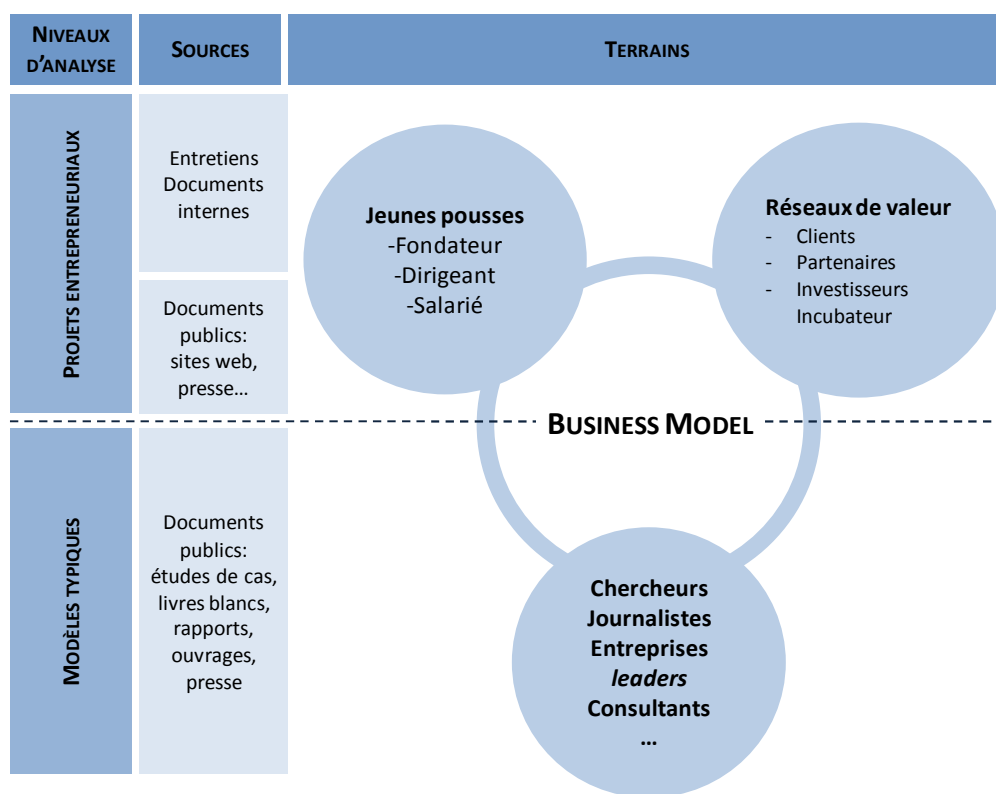 NIVEAUX
D'ANALYSE
SOURCES
TERRAINS
PROJETS ENTREPRENEURIAUX
Entretiens
Documents
internes
Documents
publics:
sites web,
presse…
Jeunes pousses
-Fondateur
-Dirigeant
-Salarié
Réseaux de valeur
- Clients
- Partenaires
- Investisseurs
Incubateur
BUSINESS MODEL
MODÈLES TYPIQUES
Documents
publics:
études de cas,
livres blancs,
rapports,
ouvrages,
presse
Chercheurs
Journalistes
Entreprises
leaders
Consultants
…